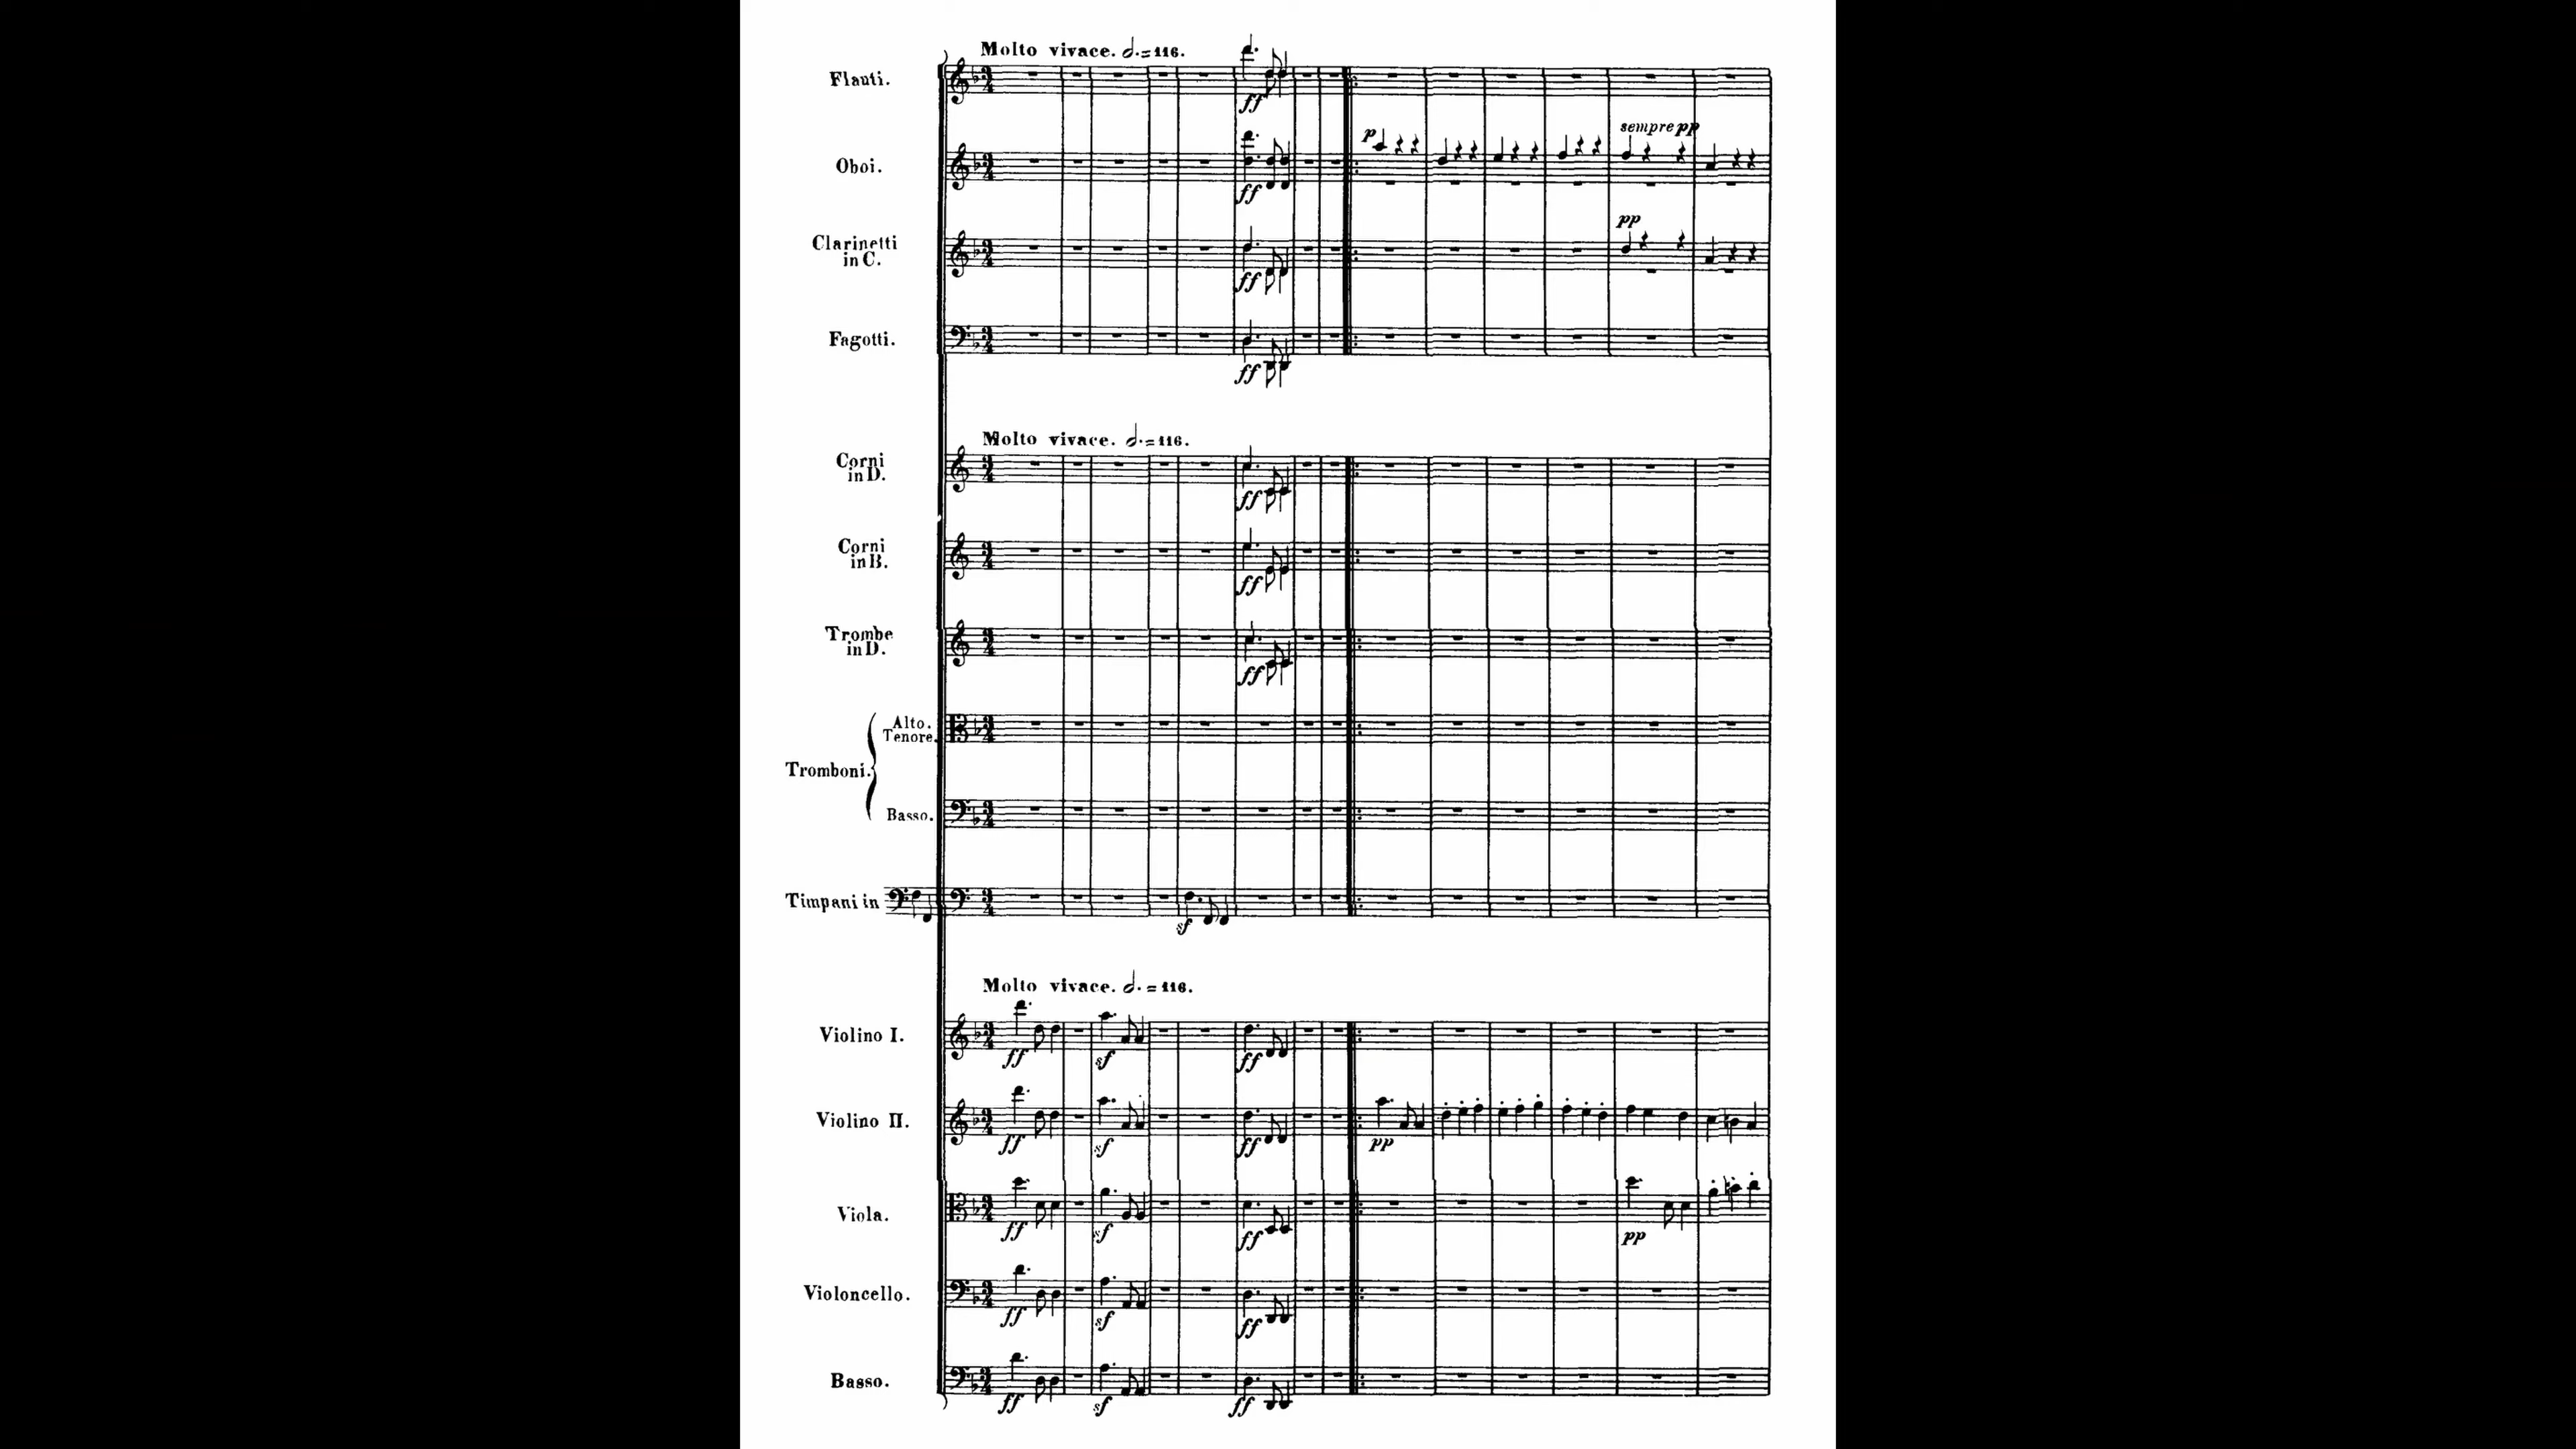 Molto vivace. 𝅗𝅥. = 116.
Flauti.
ff
p
sempre pp
Oboi.
ff
pp
Clarinetti
in C.
ff
Fagotti.
ff
Molto vivace. 𝅗𝅥. = 116.
Corni
in D.
ff
Corni
in B.
ff
Trombe
in D.
ff
Alto.
Tenore.
Tromboni.
Basso.
Timpani in
sf
Molto vivace. 𝅗𝅥. = 116.
Violino I.
ff sf ff
Violino II.
ff sf ff pp
Viola.
ff sf ff pp
Violoncello.
ff sf ff
Basso.
ff sf ff